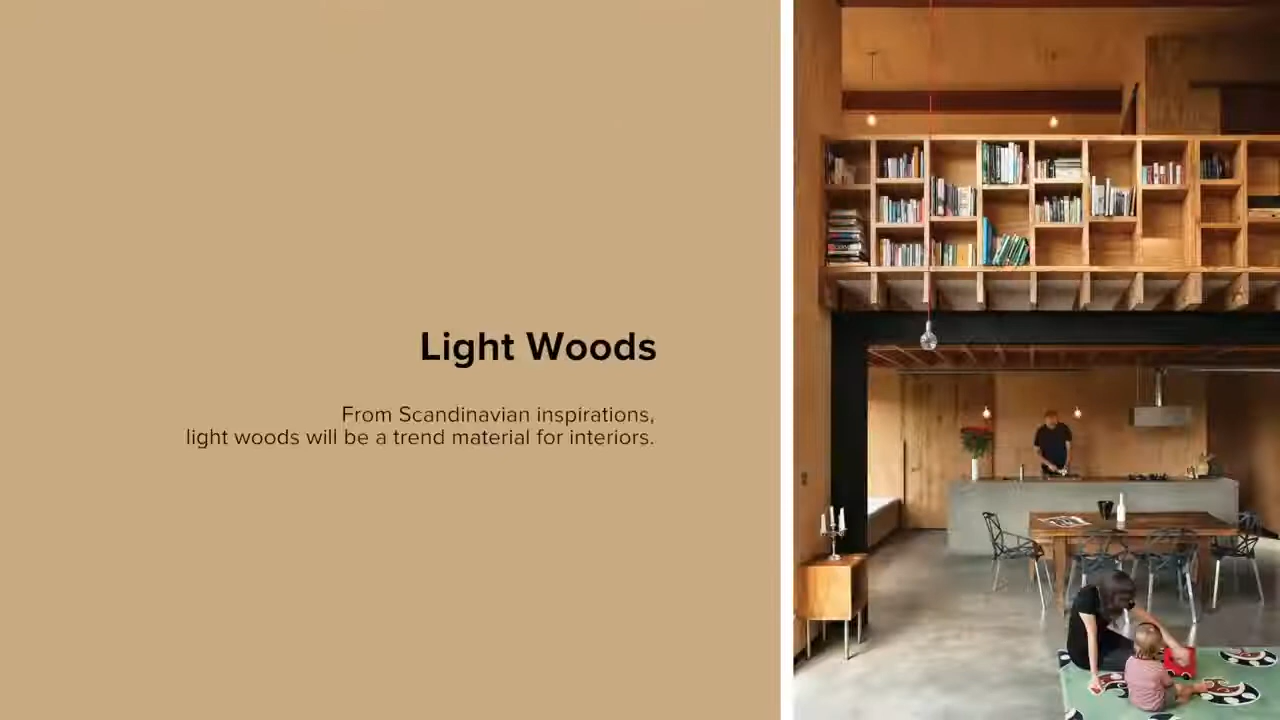 Light Woods
From Scandinavian inspirations,
light woods will be a trend material for interiors.